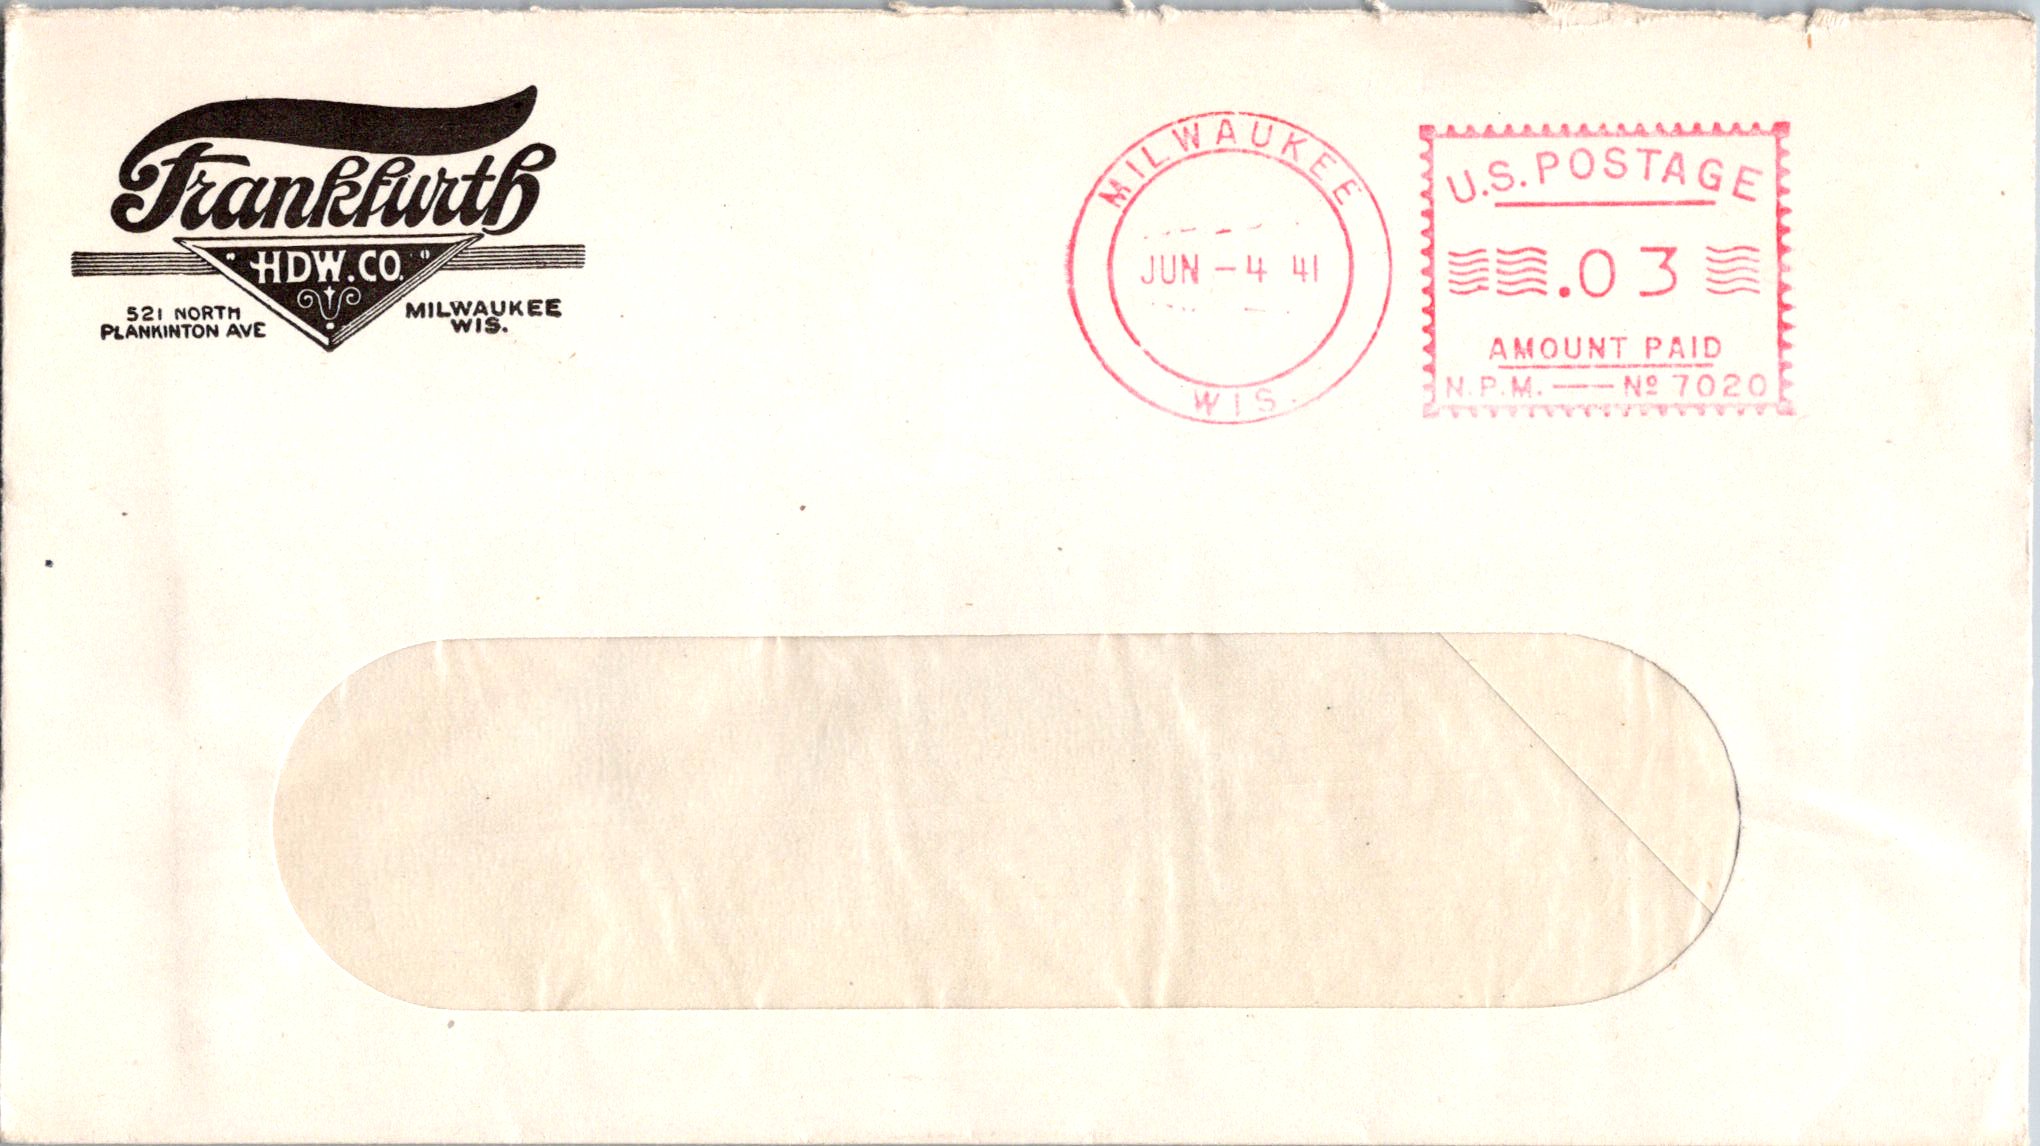 Frankfurth
"HDW. CO."
521 NORTH
PLANKINTON AVE
MILWAUKEE
WIS.
MILWAUKEE
JUN - 4 41
WIS.
U.S. POSTAGE
.03
AMOUNT PAID
N.P.M. —— Nº 7020